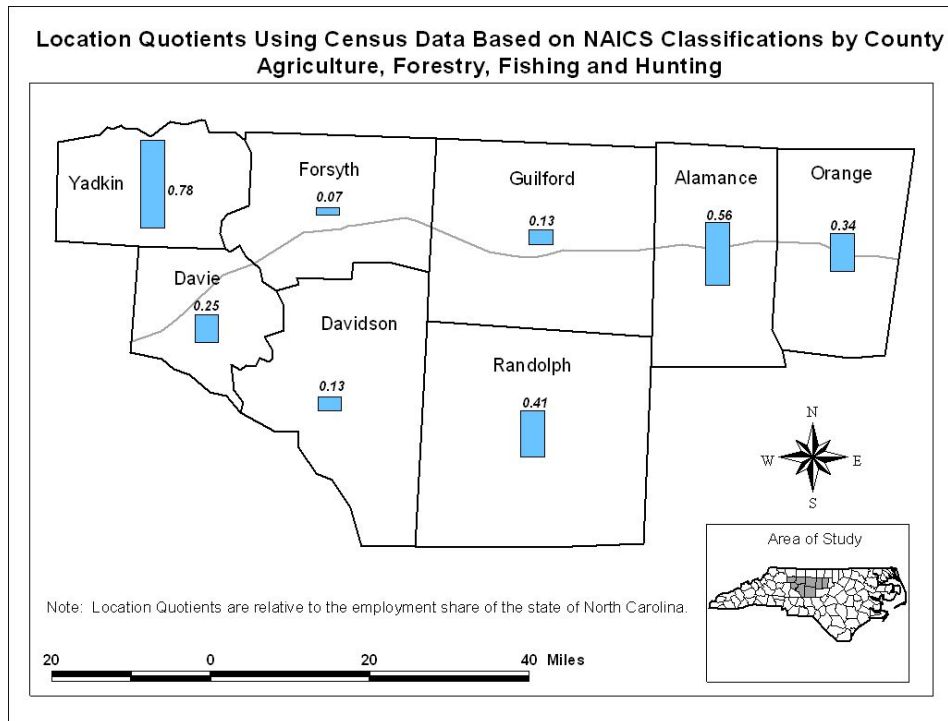 Location Quotients Using Census Data Based on NAICS Classifications by County
Agriculture, Forestry, Fishing and Hunting
Yadkin
0.78
Forsyth
0.07
Guilford
0.13
Alamance
0.56
Orange
0.34
Davie
0.25
Davidson
0.13
Randolph
0.41
N
W
E
S
Area of Study
Note: Location Quotients are relative to the employment share of the state of North Carolina.
20 0 20 40 Miles